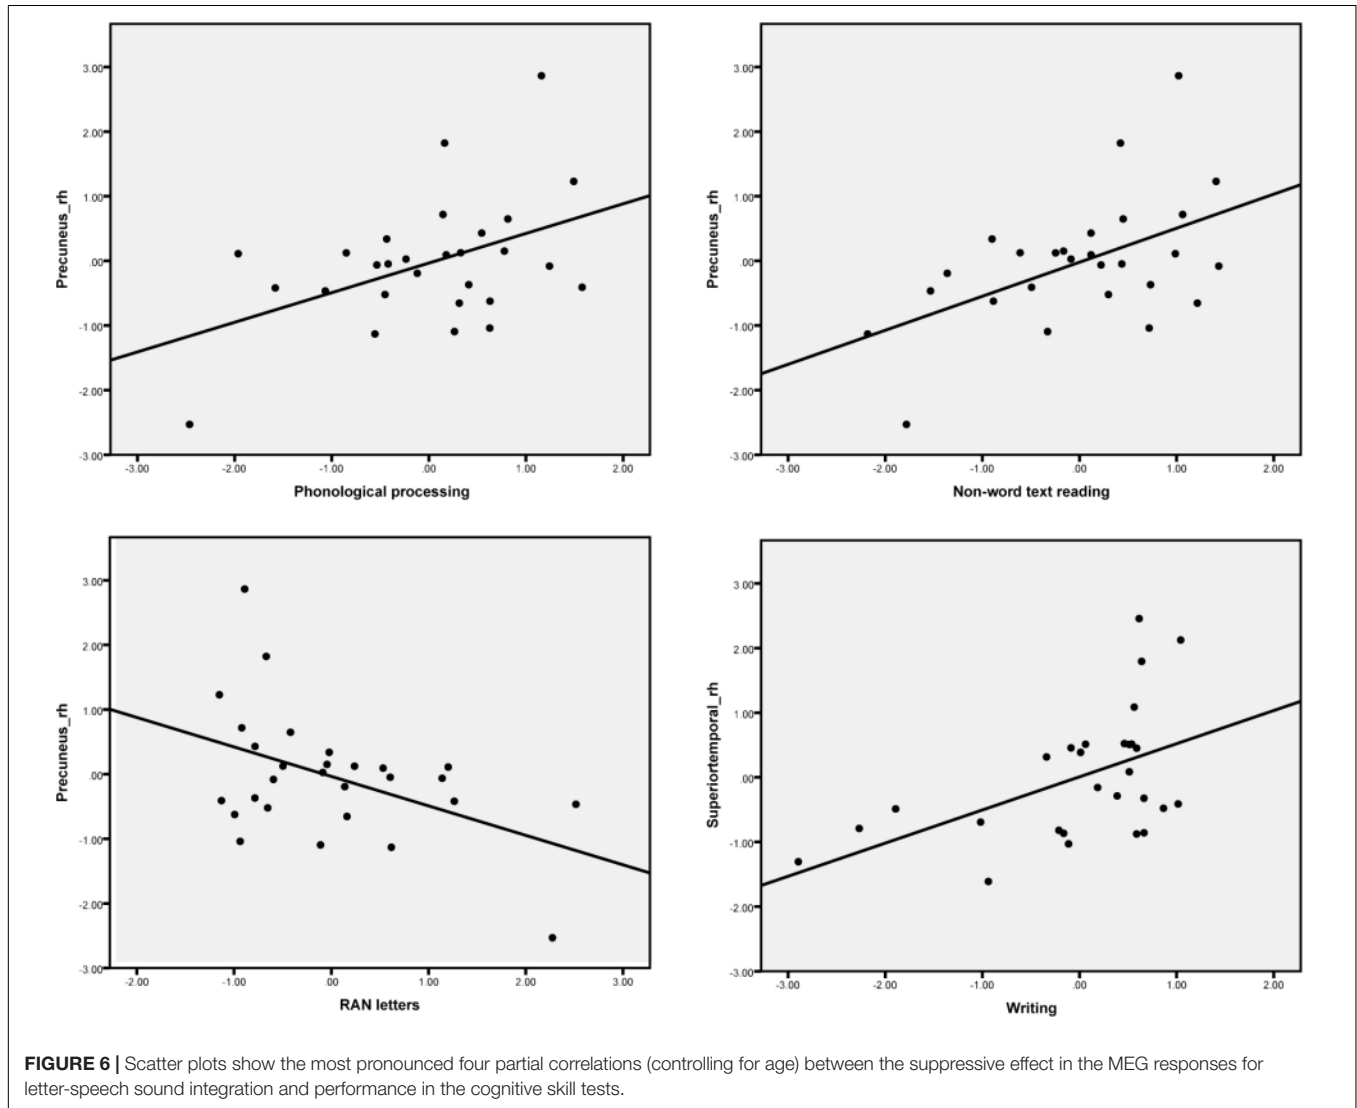 3.00
2.00
1.00
.00
-1.00
-2.00
-3.00
Precuneus_rh
-3.00 -2.00 -1.00 .00 1.00 2.00
Phonological processing
3.00
2.00
1.00
.00
-1.00
-2.00
-3.00
Precuneus_rh
-3.00 -2.00 -1.00 .00 1.00 2.00
Non-word text reading
3.00
2.00
1.00
.00
-1.00
-2.00
-3.00
Precuneus_rh
-2.00 -1.00 .00 1.00 2.00 3.00
RAN letters
3.00
2.00
1.00
.00
-1.00
-2.00
-3.00
Superiortemporal_rh
-3.00 -2.00 -1.00 .00 1.00 2.00
Writing
FIGURE 6 | Scatter plots show the most pronounced four partial correlations (controlling for age) between the suppressive effect in the MEG responses for
letter-speech sound integration and performance in the cognitive skill tests.